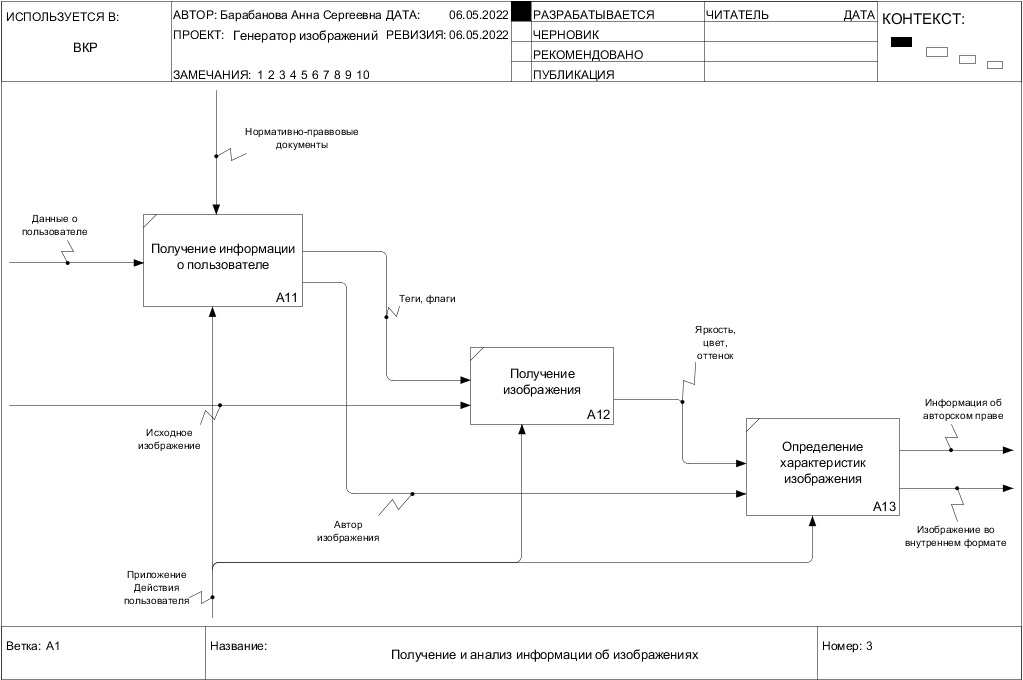 ИСПОЛЬЗУЕТСЯ В:
ВКР
АВТОР: Барабанова Анна Сергеевна ДАТА: 06.05.2022
ПРОЕКТ: Генератор изображений РЕВИЗИЯ: 06.05.2022
ЗАМЕЧАНИЯ: 1 2 3 4 5 6 7 8 9 10
РАЗРАБАТЫВАЕТСЯ
ЧЕРНОВИК
РЕКОМЕНДОВАНО
ПУБЛИКАЦИЯ
ЧИТАТЕЛЬ ДАТА
КОНТЕКСТ:
Нормативно-праввовые
документы
Данные о
пользователе
Получение информации
о пользователе
A11
Теги, флаги
Яркость,
цвет,
оттенок
Получение
изображения
A12
Исходное
изображение
Информация об
авторском праве
Определение
характеристик
изображения
A13
Автор
изображения
Изображение во
внутреннем формате
Приложение
Действия
пользователя
Ветка: A1
Название:
Получение и анализ информации об изображениях
Номер: 3